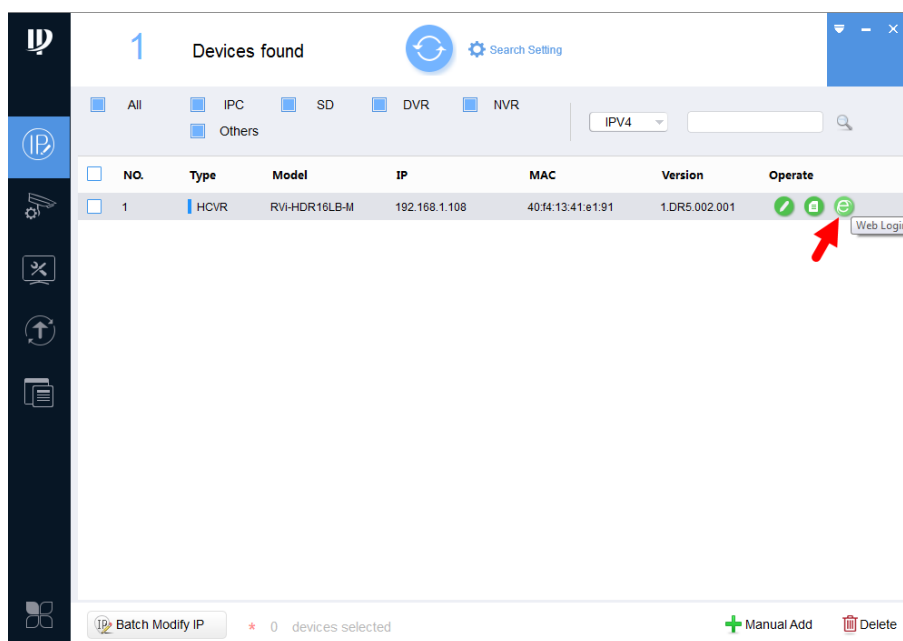 1 Devices found Search Setting
All IPC SD DVR NVR
Others
IPV4
NO. Type Model IP MAC Version Operate
1 HCVR RVi-HDR16LB-M 192.168.1.108 40:f4:13:41:e1:91 1.DR5.002.001
Web Login
Batch Modify IP * 0 devices selected Manual Add Delete